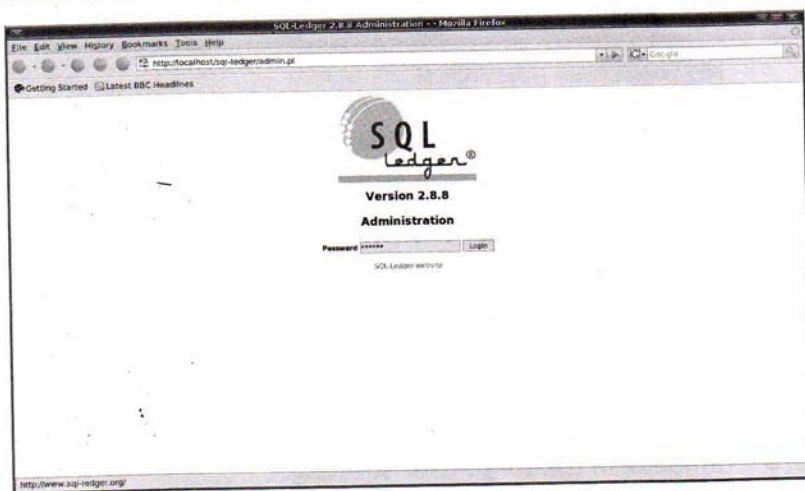 SQL-Ledger 2.8.8 Administration - - Mozilla Firefox
File Edit View History Bookmarks Tools Help
http://localhost/sql-ledger/admin.pl
Google
Getting Started Latest BBC Headlines
SQL
Ledger®
Version 2.8.8
Administration
Password ****** Login
SQL-Ledger website
http://www.sql-ledger.org/